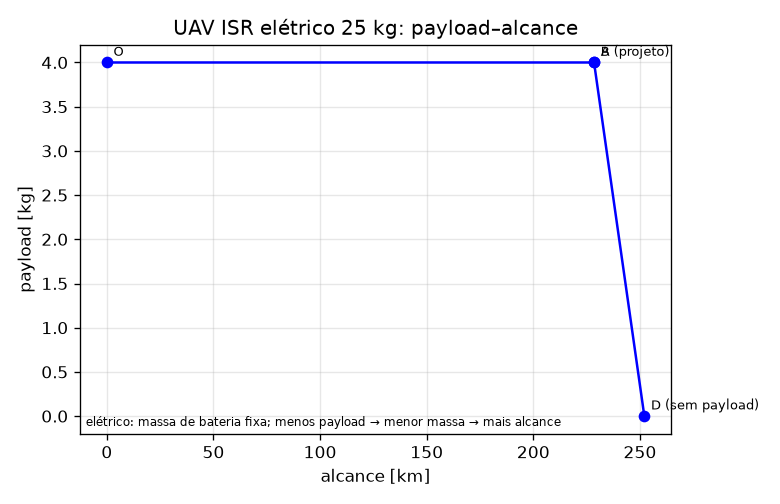 UAV ISR elétrico 25 kg: payload–alcance
O
(projeto)
4.0
3.5
3.0
2.5
2.0
1.5
1.0
0.5
0.0
payload [kg]
D (sem payload)
elétrico: massa de bateria fixa; menos payload → menor massa → mais alcance
0
50
100
150
200
250
alcance [km]